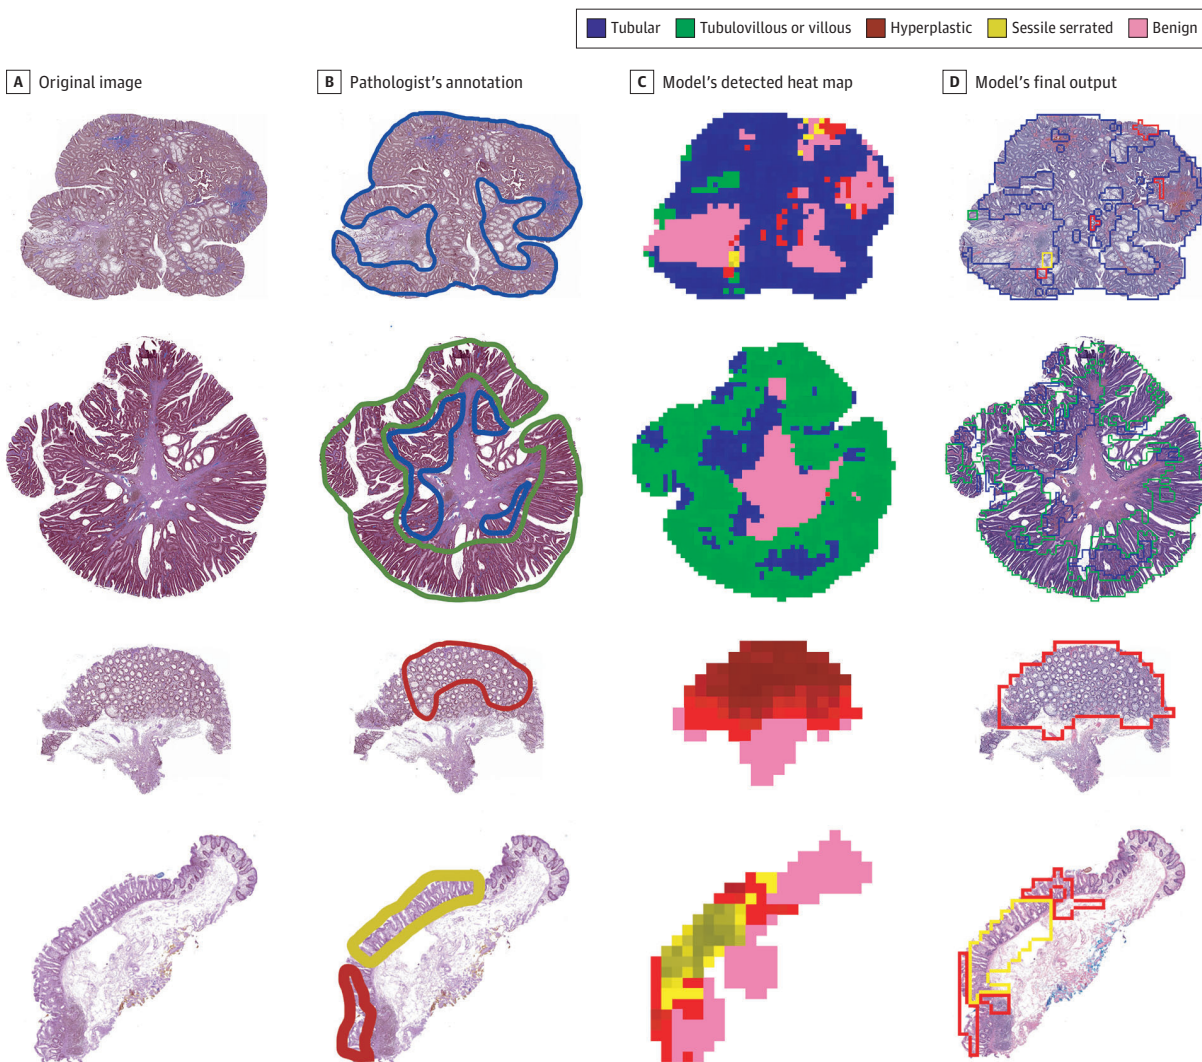 Tubular Tubulovillous or villous Hyperplastic Sessile serrated Benign
A Original image
B Pathologist's annotation
C Model's detected heat map
D Model's final output